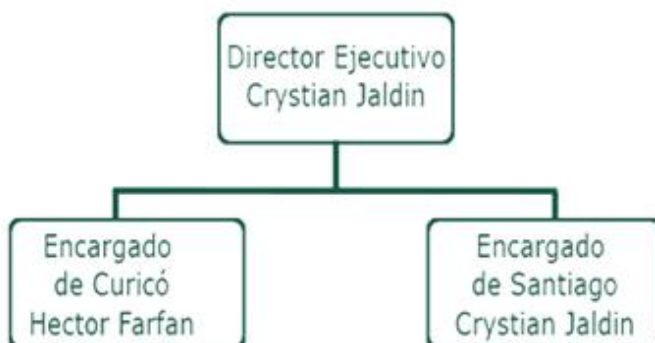 Director Ejecutivo
Crystian Jaldin
Encargado
de Curicó
Hector Farfan
Encargado
de Santiago
Crystian Jaldin